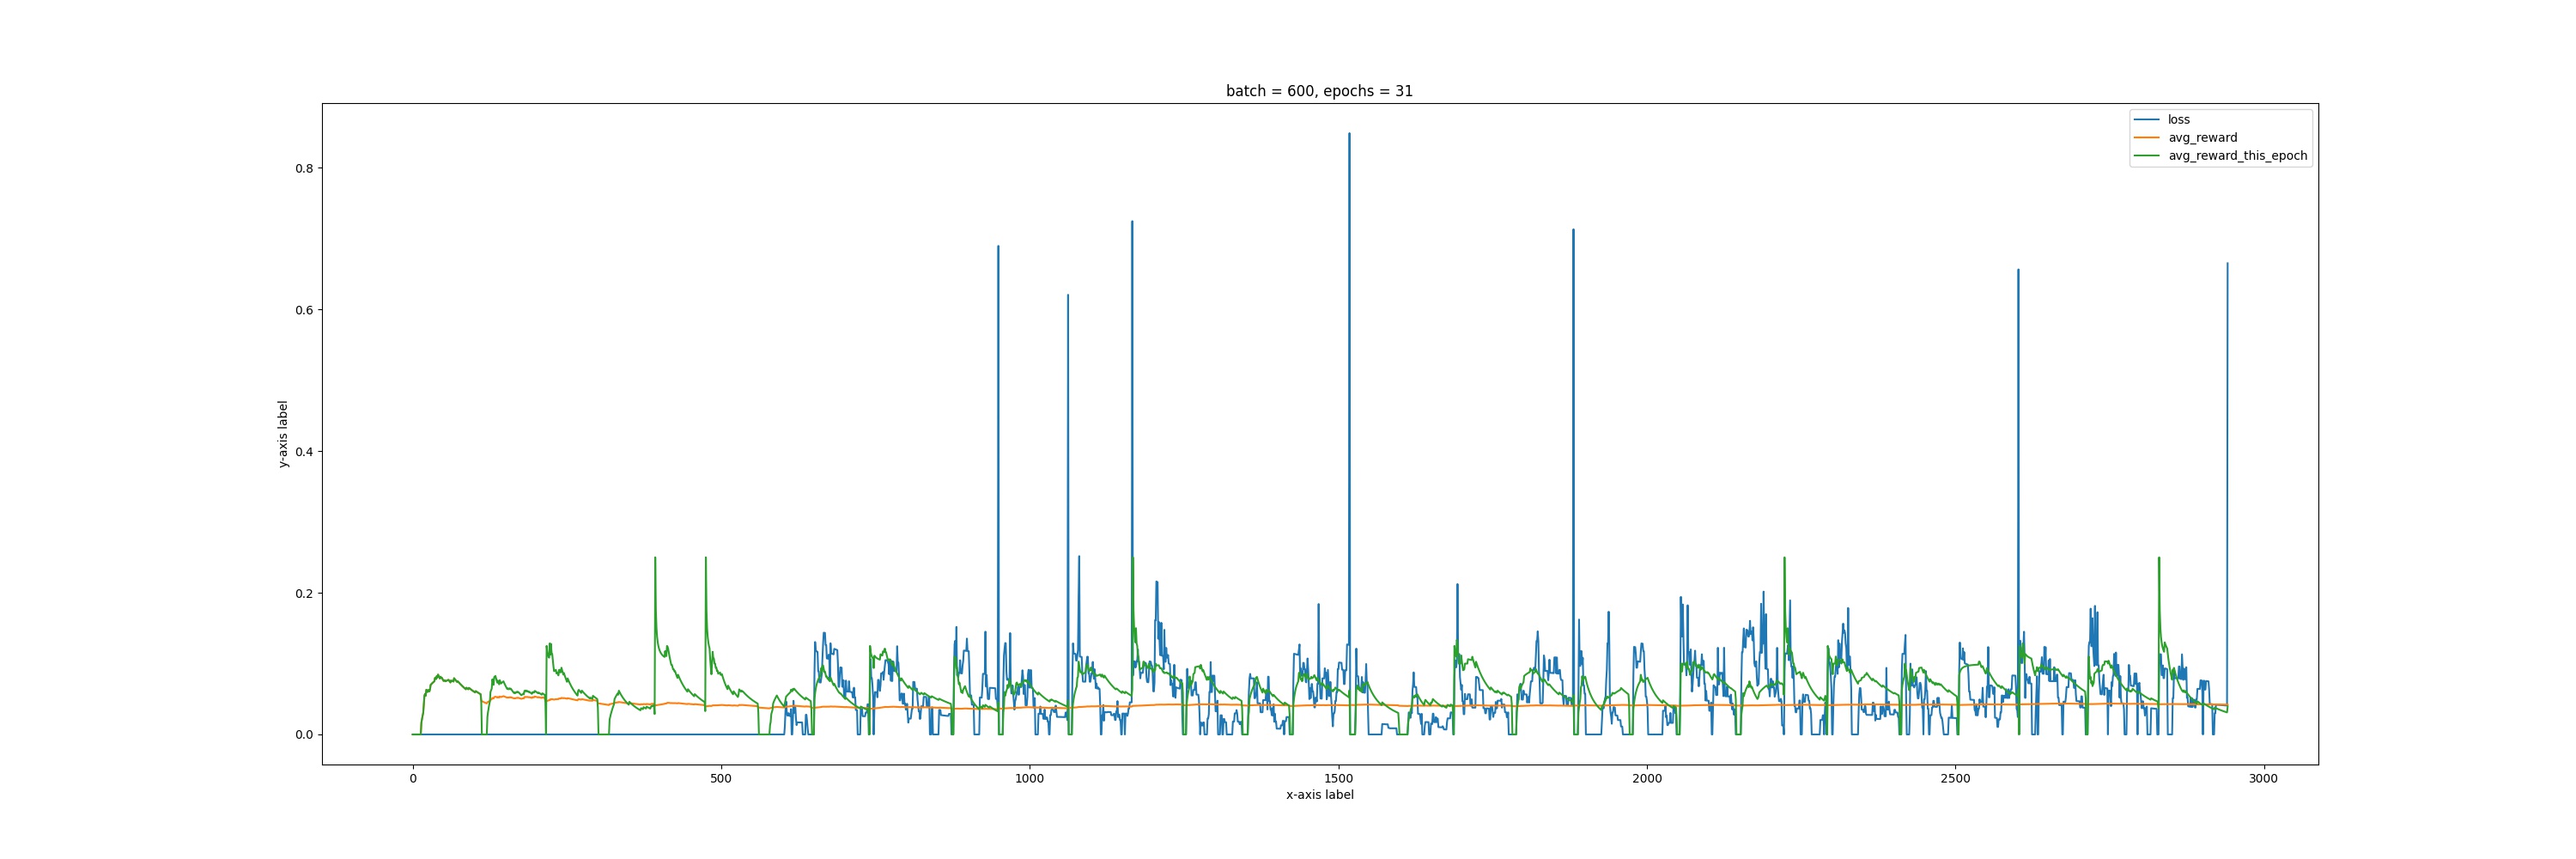 batch = 600, epochs = 31
loss
avg_reward
avg_reward_this_epoch
0.8
0.6
0.4
0.2
0.0
y-axis label
0
500
1000
1500
2000
2500
3000
x-axis label